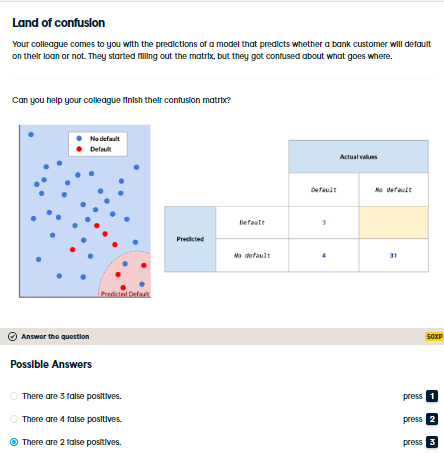 Land of confusion
Your colleague comes to you with the predictions of a model that predicts whether a bank customer will default
on their loan or not. They started filling out the matrix, but they got confused about what goes where.
Can you help your colleague finish their confusion matrix?
No default
Default
Predicted Default
Actual values
Default
No default
Predicted
Default
3
No default
4
31
Answer the question
50XP
Possible Answers
There are 3 false positives.
press 1
There are 4 false positives.
press 2
There are 2 false positives.
press 3